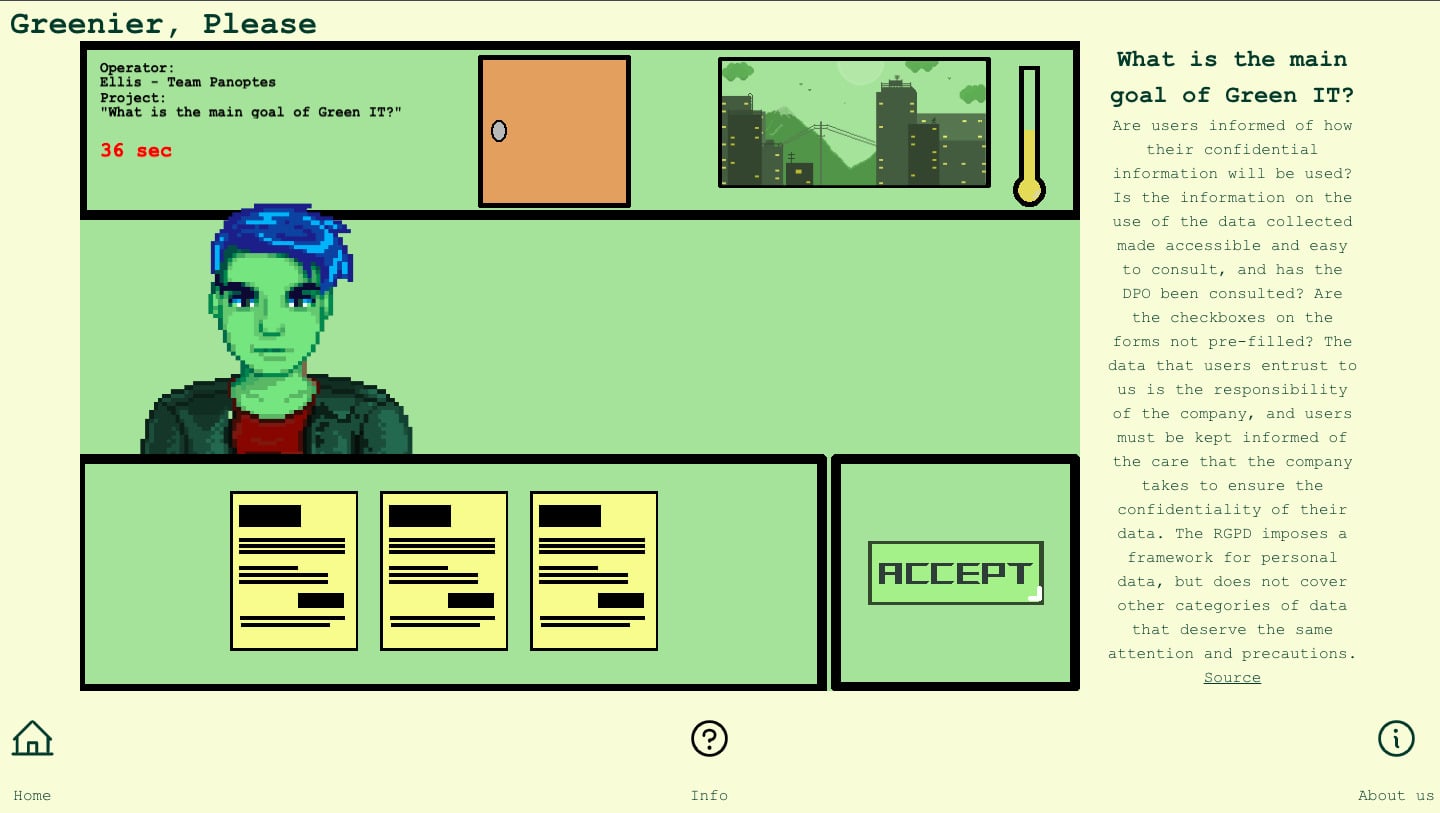 Greenier, Please
Operator:
Ellis - Team Panoptes
Project:
"What is the main goal of Green IT?"
36 sec
ACCEPT
What is the main
goal of Green IT?
Are users informed of how
their confidential
information will be used?
Is the information on the
use of the data collected
made accessible and easy
to consult, and has the
DPO been consulted? Are
the checkboxes on the
forms not pre-filled? The
data that users entrust to
us is the responsibility
of the company, and users
must be kept informed of
the care that the company
takes to ensure the
confidentiality of their
data. The RGPD imposes a
framework for personal
data, but does not cover
other categories of data
that deserve the same
attention and precautions.
Source
Home
Info
About us